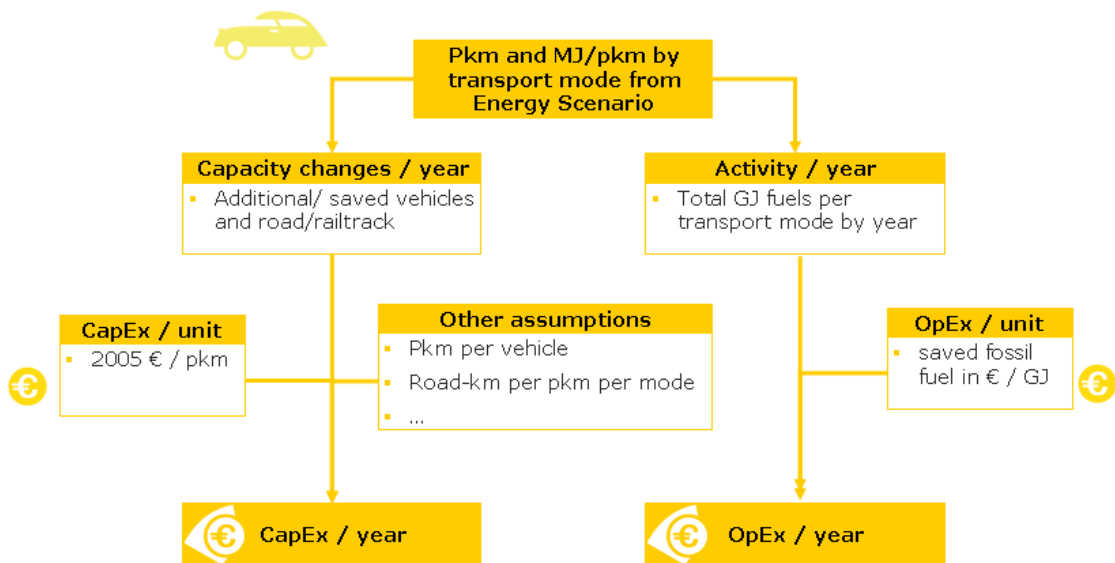 Pkm and MJ/pkm by
transport mode from
Energy Scenario
Capacity changes / year
▪ Additional/ saved vehicles
and road/railtrack
Activity / year
▪ Total GJ fuels per
transport mode by year
CapEx / unit
▪ 2005 € / pkm
€
Other assumptions
▪ Pkm per vehicle
▪ Road-km per pkm per mode
▪ ...
OpEx / unit
▪ saved fossil
fuel in € / GJ
€
€ CapEx / year
€ OpEx / year